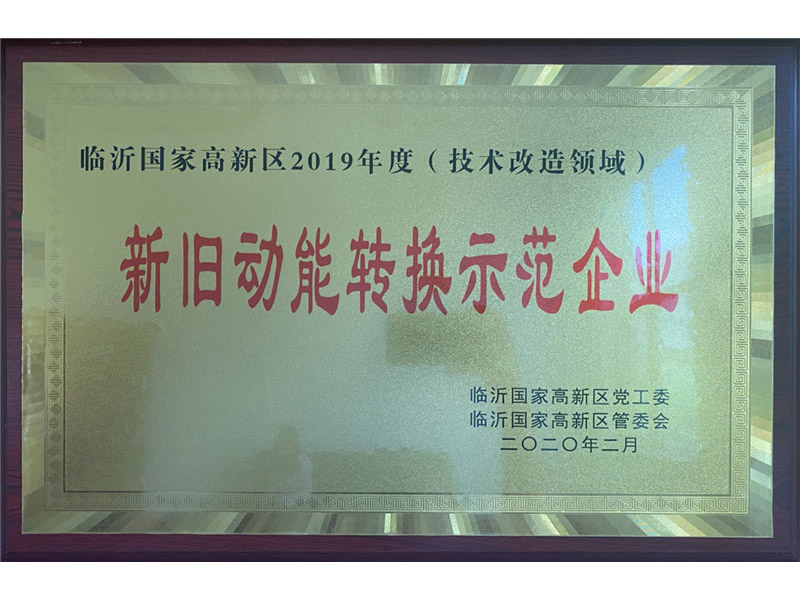 临沂国家高新区2019年度（技术改造领域）
新旧动能转换示范企业
临沂国家高新区党工委
临沂国家高新区管委会
二〇二〇年二月